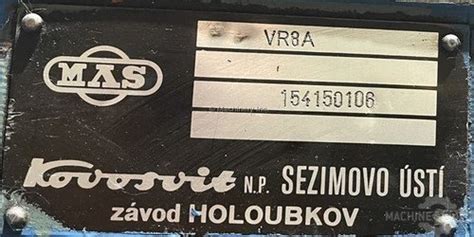 VR8A
MAS
154150106
Kovosvit N.P. SEZIMOVO ÚSTÍ
závod HOLOUBKOV